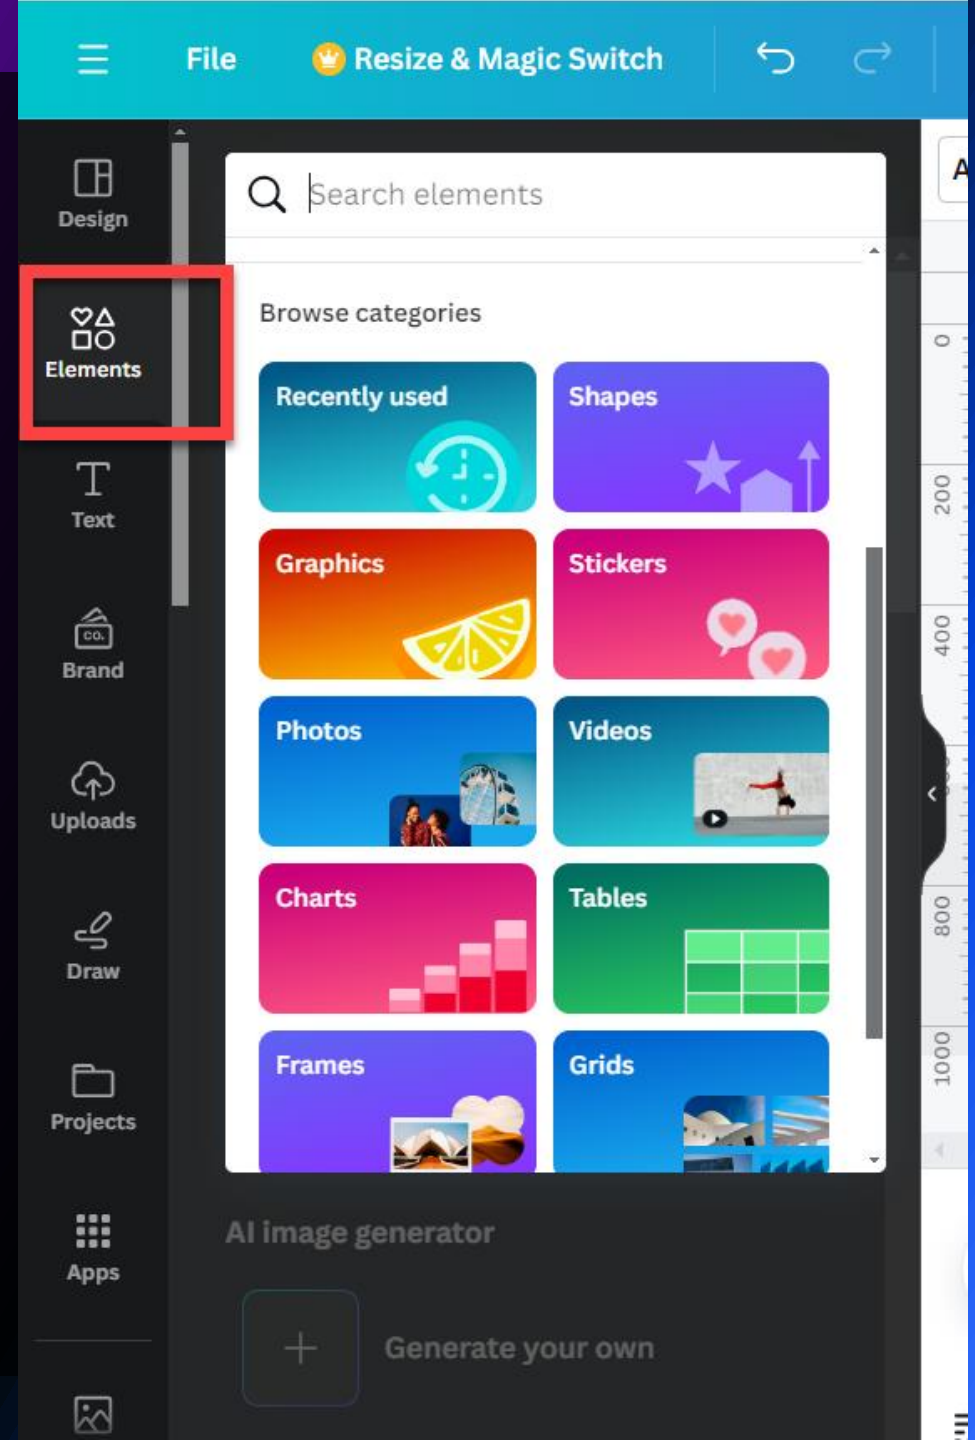 File
Resize & Magic Switch
Design
Search elements
A
Browse categories
Elements
Recently used
Shapes
Text
Graphics
Stickers
Brand
CO.
Photos
Videos
Uploads
Charts
Tables
Draw
Frames
Grids
Projects
AI image generator
Apps
Generate your own
0
200
400
800
1000